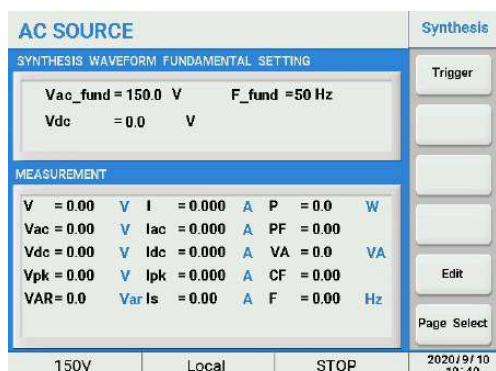 AC SOURCE
Synthesis
SYNTHESIS WAVEFORM FUNDAMENTAL SETTING
Trigger
Vac_fund = 150.0 V F_fund =50 Hz
Vdc = 0.0 V
MEASUREMENT
V = 0.00 V I = 0.000 A P = 0.0 W
Vac = 0.00 V Iac = 0.000 A PF = 0.00
Vdc = 0.00 V Idc = 0.000 A VA = 0.0 VA
Vpk = 0.00 V Ipk = 0.000 A CF = 0.00
VAR= 0.0 Var Is = 0.00 A F = 0.00 Hz
Edit
Page Select
150V Local STOP 2020/9/10